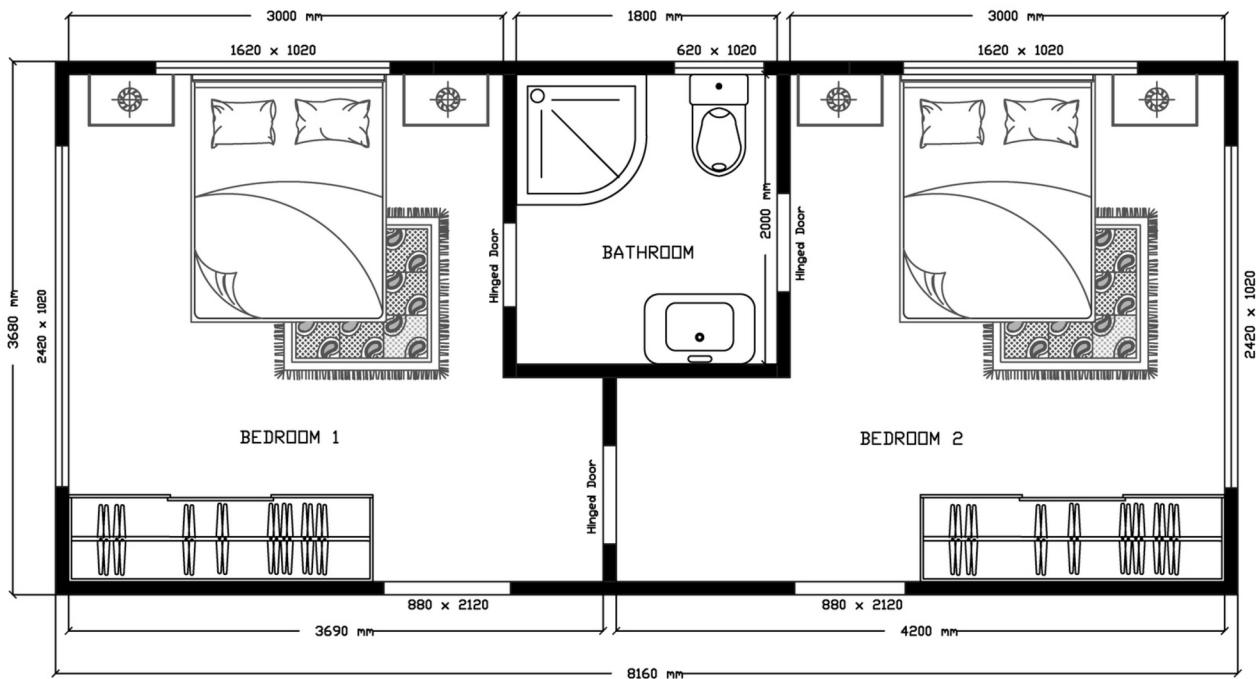 3000 mm
1800 mm
3000 mm
1620 x 1020
620 x 1020
1620 x 1020
2000 mm
Hinged Door
Hinged Door
BATHROOM
3680 mm
2420 x 1020
2420 x 1020
BEDROOM 1
BEDROOM 2
Hinged Door
880 x 2120
880 x 2120
3690 mm
4200 mm
8160 mm